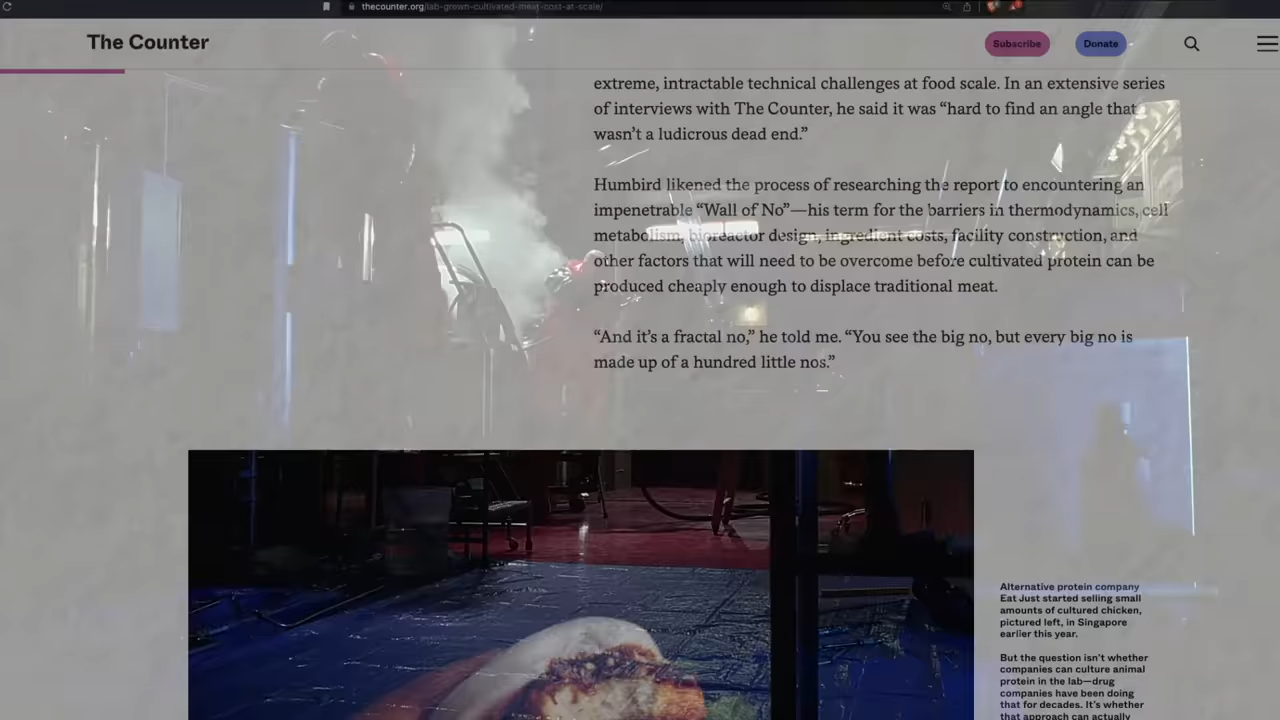 thecounter.org/lab-grown-cultivated-meat-cost-at-scale/
The Counter
Subscribe
Donate
extreme, intractable technical challenges at food scale. In an extensive series
of interviews with The Counter, he said it was “hard to find an angle that
wasn’t a ludicrous dead end.”
Humbird likened the process of researching the report to encountering an
impenetrable “Wall of No”—his term for the barriers in thermodynamics, cell
metabolism, bioreactor design, ingredient costs, facility construction, and
other factors that will need to be overcome before cultivated protein can be
produced cheaply enough to displace traditional meat.
“And it’s a fractal no,” he told me. “You see the big no, but every big no is
made up of a hundred little nos.”
Alternative protein company
Eat Just started selling small
amounts of cultured chicken,
pictured left, in Singapore
earlier this year.
But the question isn’t whether
companies can culture animal
protein in the lab—drug
companies have been doing
that for decades. It’s whether
that approach can actually